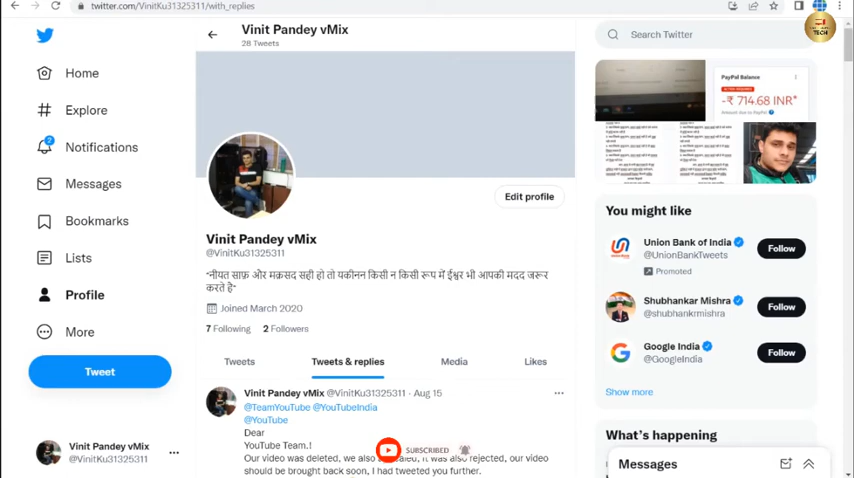 twitter.com/VinitKu31325311/with_replies
Vinit Pandey vMix
28 Tweets
Search Twitter
TECH
Home
Explore
2
Notifications
Messages
Bookmarks
Lists
Profile
More
Tweet
Vinit Pandey vMix
@VinitKu31325311
Edit profile
Vinit Pandey vMix
@VinitKu31325311
"नीयत साफ़ और मक़सद सही हो तो यकीनन किसी न किसी रूप में ईश्वर भी आपकी मदद जरूर
करते है"
Joined March 2020
7 Following 2 Followers
Tweets Tweets & replies Media Likes
Vinit Pandey vMix @VinitKu31325311 · Aug 15
@TeamYouTube @YouTubeIndia
@YouTube
Dear
YouTube Team.!
Our video was deleted, we also it was also rejected, our video
should be brought back soon, I had tweeted you further.
SUBSCRIBED
PayPal Balance
-₹ 714.68 INR*
You might like
Union Bank of India
@UnionBankTweets
Promoted
Follow
Shubhankar Mishra
@shubhankrmishra
Follow
Google India
@GoogleIndia
Follow
Show more
What's happening
Messages